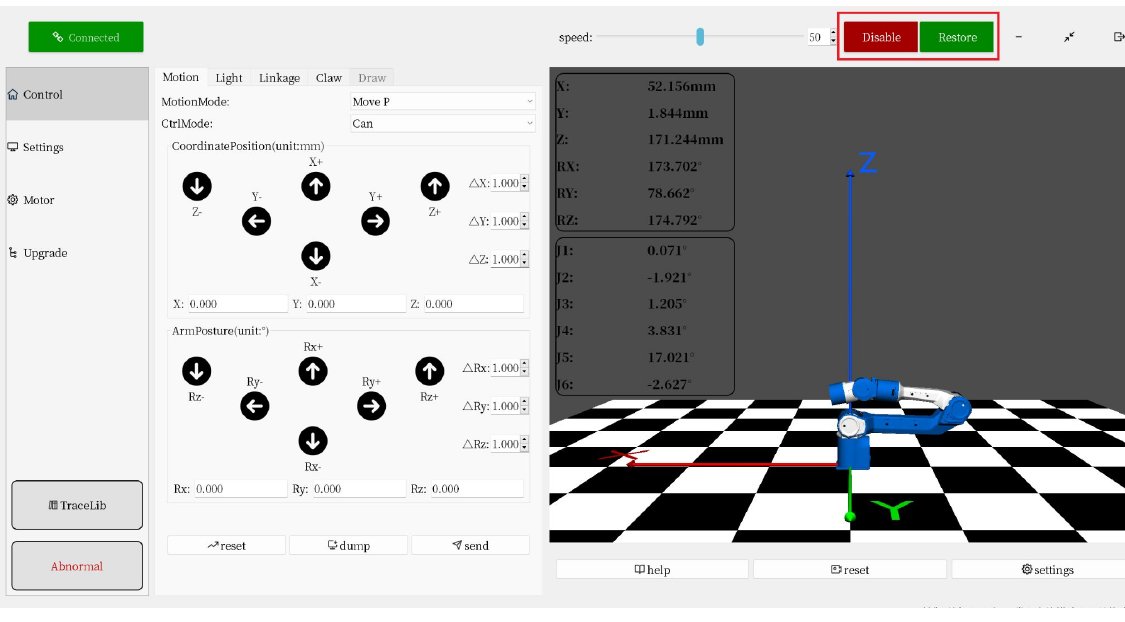 Connected
speed:
50
Disable
Restore
Control
Settings
Motor
Upgrade
TraceLib
Abnormal
Motion Light Linkage Claw Draw
MotionMode: Move P
CtrlMode: Can
CoordinatePosition(unit:mm)
X+
Z-
Y-
Y+
Z+
X-
△X: 1.000
△Y: 1.000
△Z: 1.000
X: 0.000 Y: 0.000 Z: 0.000
ArmPosture(unit:°)
Rx+
Rz-
Ry-
Ry+
Rz+
Rx-
△Rx: 1.000
△Ry: 1.000
△Rz: 1.000
Rx: 0.000 Ry: 0.000 Rz: 0.000
reset dump send
X: 52.156mm
Y: 1.844mm
Z: 171.244mm
RX: 173.702°
RY: 78.662°
RZ: 174.792°
J1: 0.071°
J2: -1.921°
J3: 1.205°
J4: 3.831°
J5: 17.021°
J6: -2.627°
Z
X
Y
help reset settings